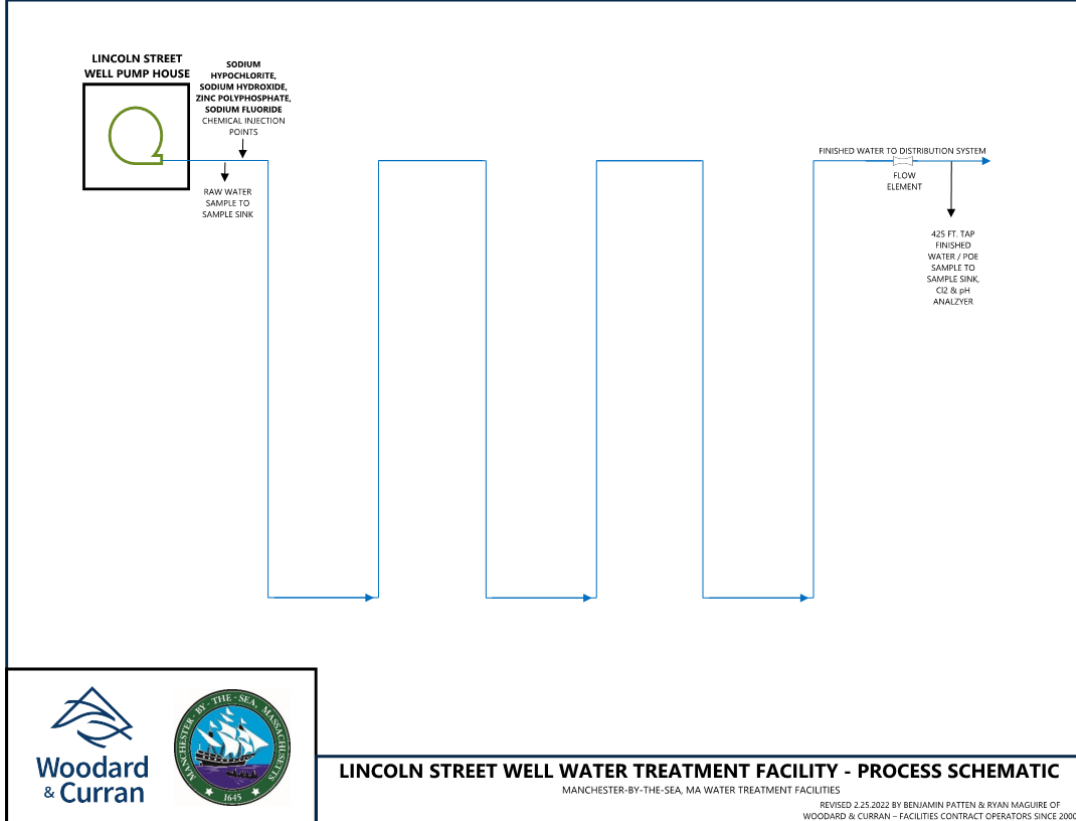 LINCOLN STREET
WELL PUMP HOUSE
SODIUM
HYPOCHLORITE,
SODIUM HYDROXIDE,
ZINC POLYPHOSPHATE,
SODIUM FLUORIDE
CHEMICAL INJECTION
POINTS
RAW WATER
SAMPLE TO
SAMPLE SINK
FINISHED WATER TO DISTRIBUTION SYSTEM
FLOW
ELEMENT
425 FT. TAP
FINISHED
WATER / POE
SAMPLE TO
SAMPLE SINK,
Cl2 & pH
ANALZYER
Woodard
& Curran
MANCHESTER-BY-THE-SEA, MASSACHUSETTS
1645
LINCOLN STREET WELL WATER TREATMENT FACILITY - PROCESS SCHEMATIC
MANCHESTER-BY-THE-SEA, MA WATER TREATMENT FACILITIES
REVISED 2.25.2022 BY BENJAMIN PATTEN & RYAN MAGUIRE OF
WOODARD & CURRAN – FACILITIES CONTRACT OPERATORS SINCE 2000